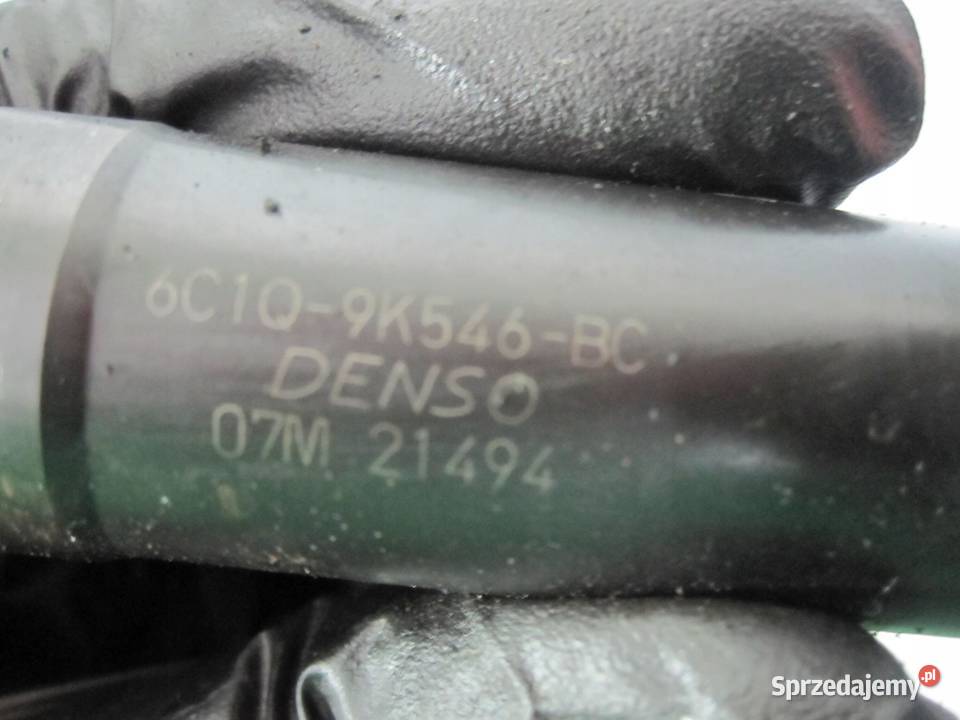 6C1Q-9K546-BC
DENSO
07M 21494
Sprzedajemy.pl